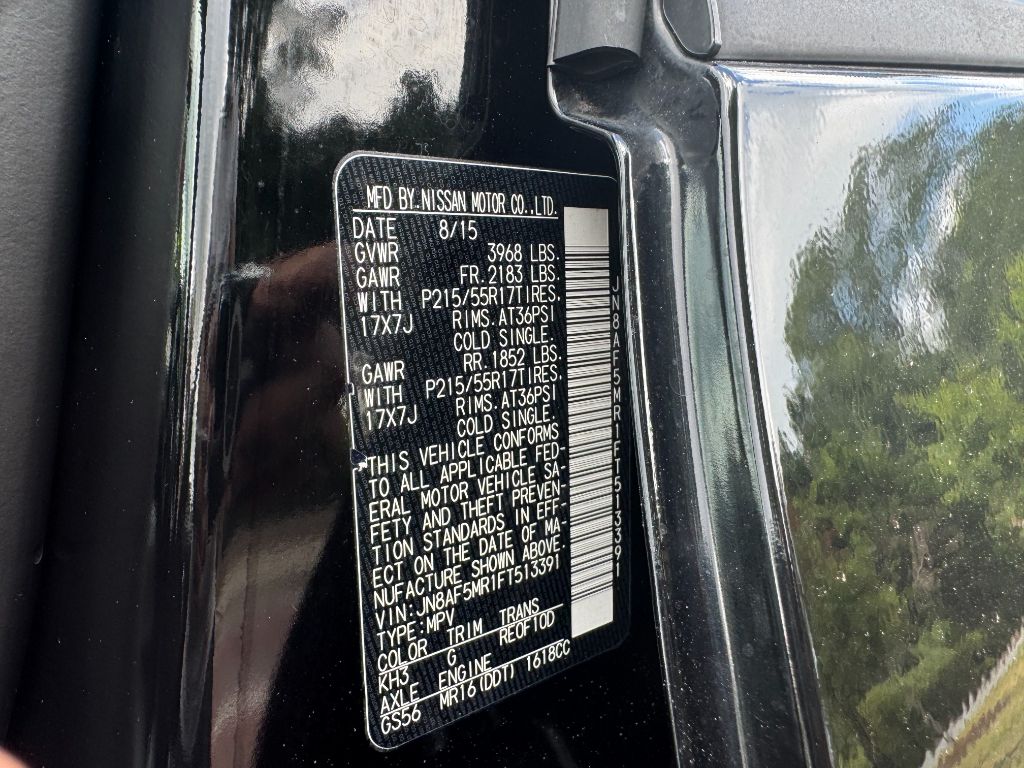 MFD BY.NISSAN MOTOR CO.,LTD.
DATE 8/15
GVWR 3968 LBS.
GAWR FR.2183 LBS.
WITH P215/55R17TIRES.
17X7J RIMS.AT36PSI
COLD SINGLE.
GAWR RR.1852 LBS.
WITH P215/55R17TIRES.
17X7J RIMS.AT36PSI
COLD SINGLE.
THIS VEHICLE CONFORMS
TO ALL APPLICABLE FED-
ERAL MOTOR VEHICLE SA-
FETY AND THEFT PREVEN-
TION STANDARDS IN EFF-
ECT ON THE DATE OF MA-
NUFACTURE SHOWN ABOVE.
VIN:JN8AF5MR1FT513391
TYPE:MPV
COLOR TRIM TRANS
KH3 G RE0F10D
AXLE ENGINE
GS56 MR16(DDT) 1618CC
JN8AF5MR1FT513391